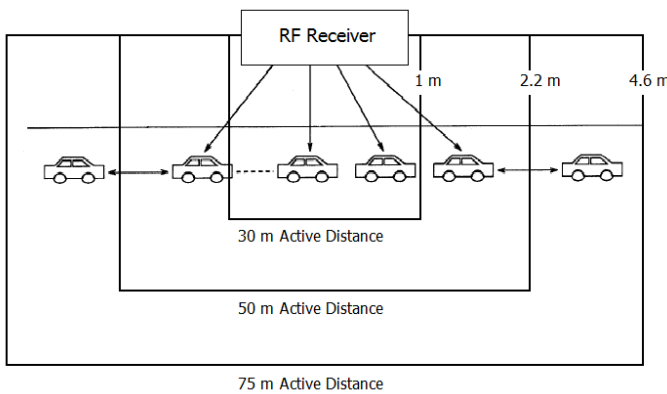 RF Receiver
1 m
2.2 m
4.6 m
30 m Active Distance
50 m Active Distance
75 m Active Distance